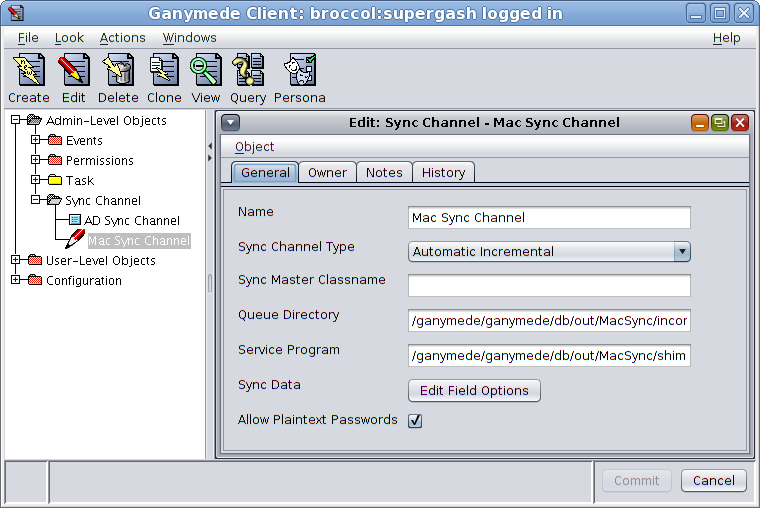 Ganymede Client: broccol:supergash logged in
File Look Actions Windows Help
Create Edit Delete Clone View Query Persona
Admin-Level Objects
Events
Permissions
Task
Sync Channel
AD Sync Channel
Mac Sync Channel
User-Level Objects
Configuration
Edit: Sync Channel - Mac Sync Channel
Object
General Owner Notes History
Name Mac Sync Channel
Sync Channel Type Automatic Incremental
Sync Master Classname
Queue Directory /ganymede/ganymede/db/out/MacSync/incor
Service Program /ganymede/ganymede/db/out/MacSync/shim
Sync Data Edit Field Options
Allow Plaintext Passwords
Commit Cancel